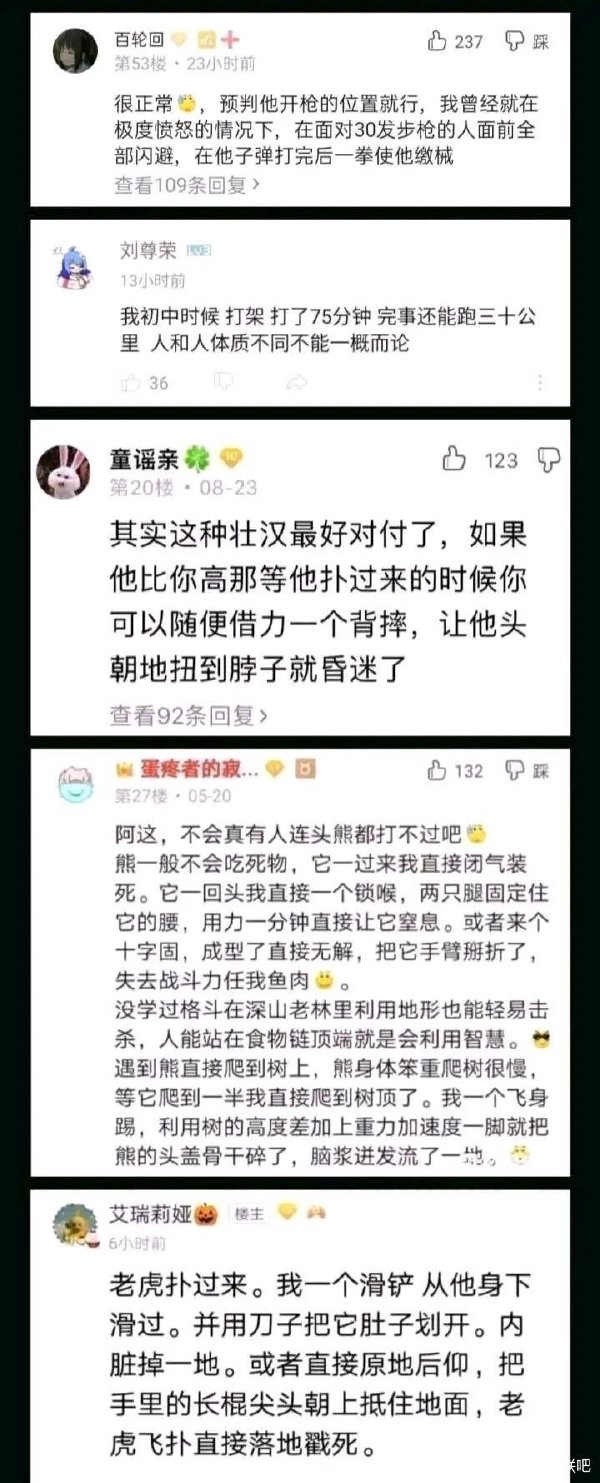 百轮回
237 踩
第53楼・23小时前
很正常，预判他开枪的位置就行，我曾经就在
极度愤怒的情况下，在面对30发步枪的人面前全
部闪避，在他子弹打完后一拳使他缴械
查看109条回复>
刘尊荣 LV3
13小时前
我初中时候 打架 打了75分钟 完事还能跑三十公
里 人和人体质不同不能一概而论
36
童谣亲 10
123
第20楼・08-23
其实这种壮汉最好对付了，如果
他比你高那等他扑过来的时候你
可以随便借力一个背摔，让他头
朝地扭到脖子就昏迷了
查看92条回复>
蛋疼者的寂...
132 踩
第27楼・05-20
阿这，不会真有人连头熊都打不过吧
熊一般不会吃死物，它一过来我直接闭气装
死。它一回头我直接一个锁喉，两只腿固定住
它的腰，用力一分钟直接让它窒息。或者来个
十字固，成型了直接无解，把它手臂掰折了，
失去战斗力任我鱼肉。
没学过格斗在深山老林里利用地形也能轻易击
杀，人能站在食物链顶端就是会利用智慧。
遇到熊直接爬到树上，熊身体笨重爬树很慢，
等它爬到一半我直接爬到树顶了。我一个飞身
踢，利用树的高度差加上重力加速度一脚就把
熊的头盖骨干碎了，脑浆迸发流了一地。
艾瑞莉娅 楼主
6小时前
老虎扑过来。我一个滑铲 从他身下
滑过。并用刀子把它肚子划开。内
脏掉一地。或者直接原地后仰，把
手里的长棍尖头朝上抵住地面，老
虎飞扑直接落地戳死。